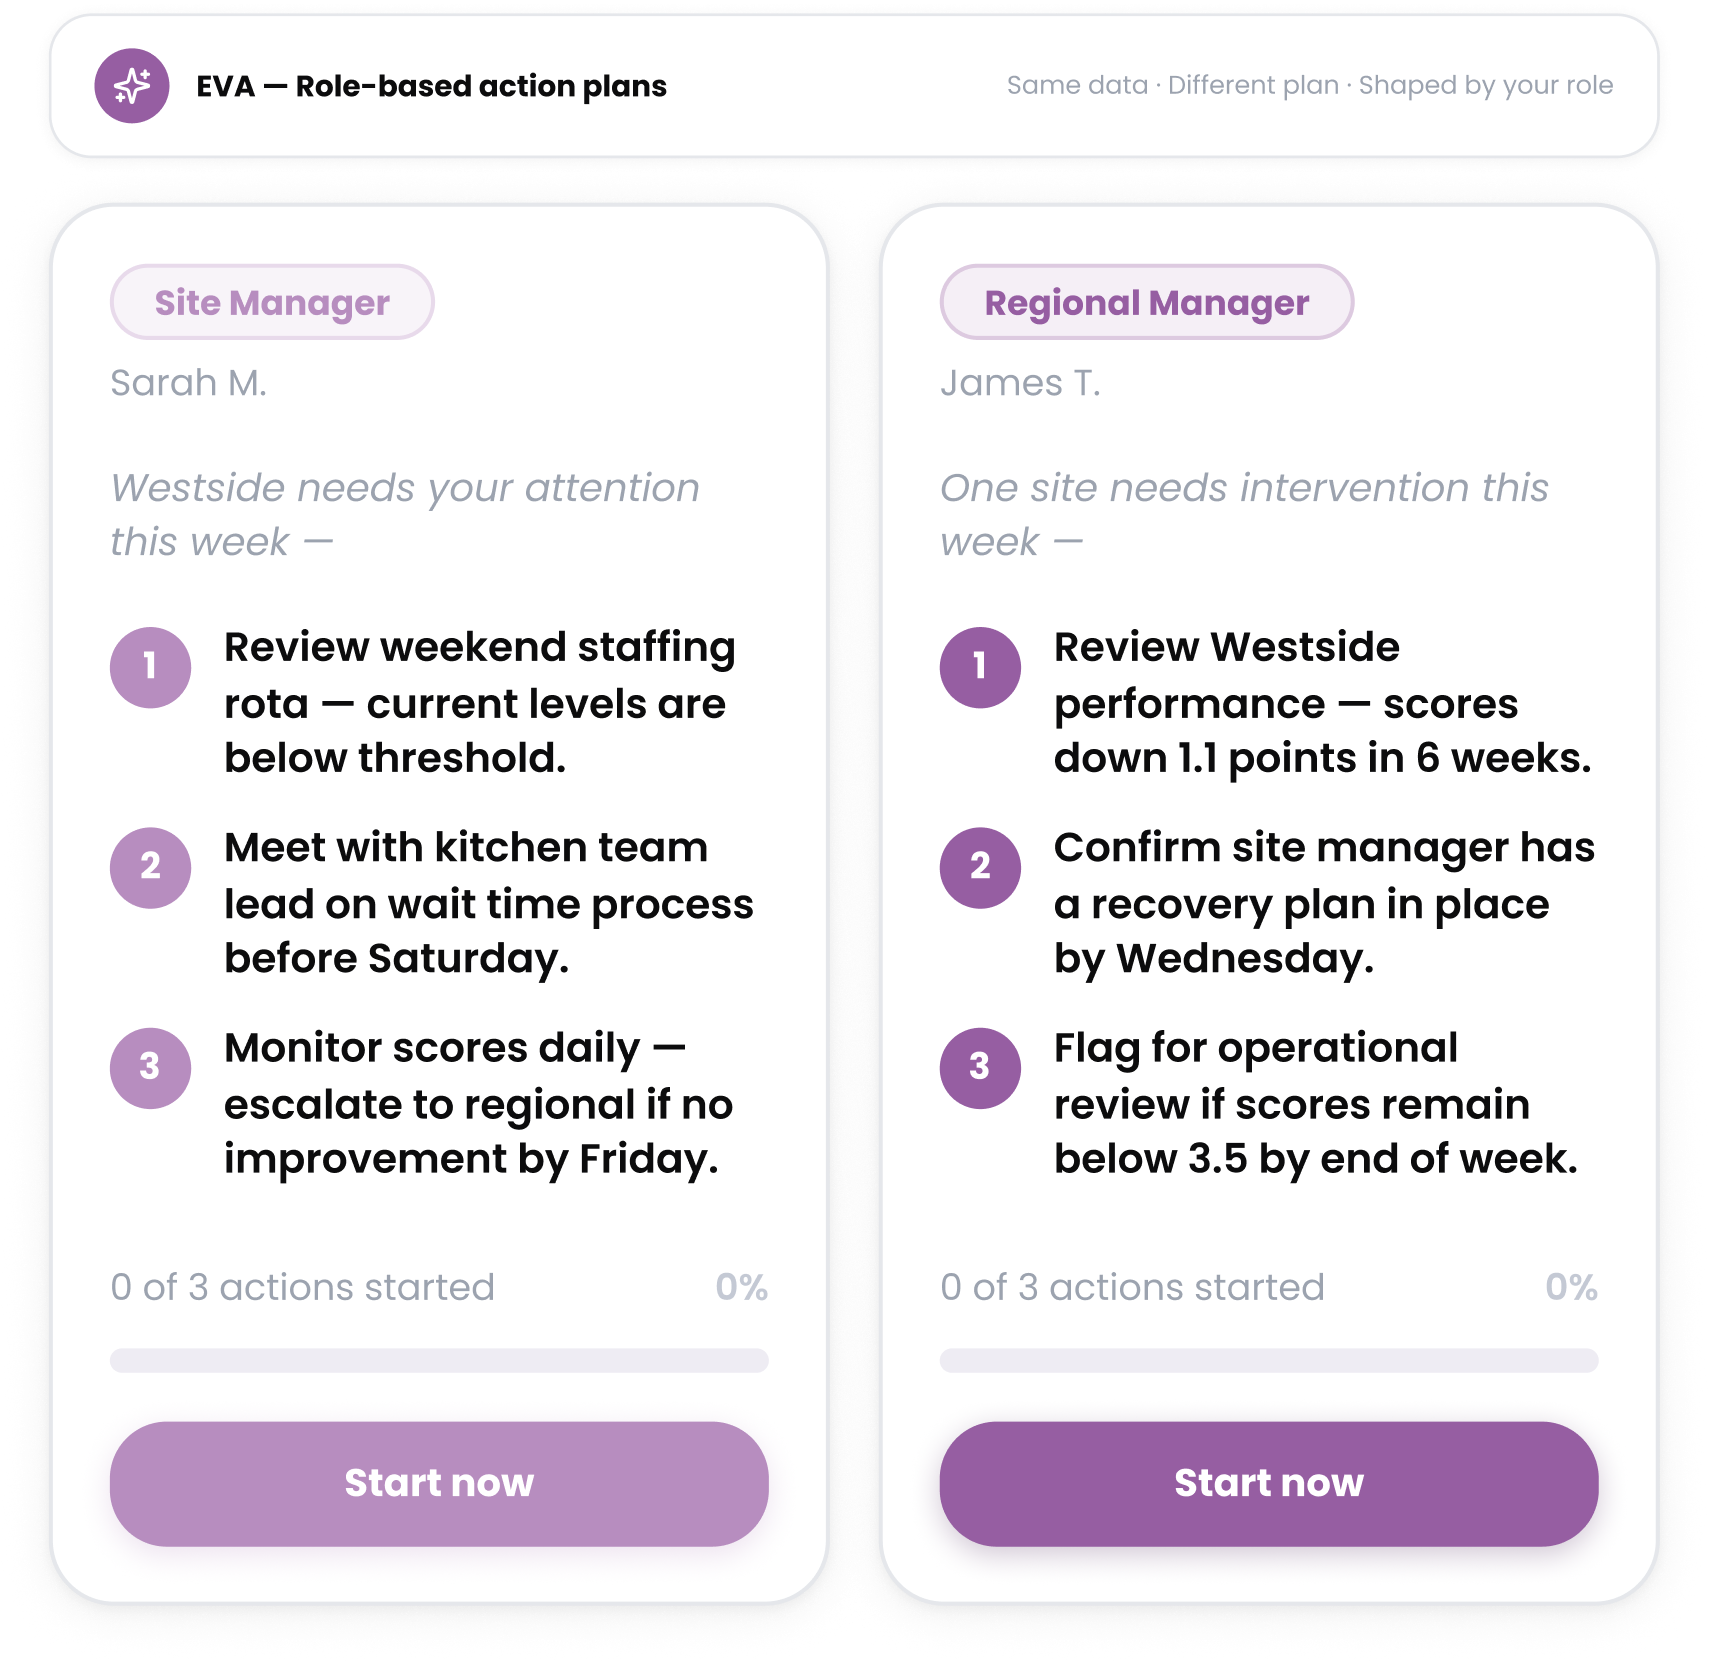 EVA — Role-based action plans
Same data · Different plan · Shaped by your role
Site Manager
Sarah M.
Westside needs your attention
this week —
1
Review weekend staffing
rota — current levels are
below threshold.
2
Meet with kitchen team
lead on wait time process
before Saturday.
3
Monitor scores daily —
escalate to regional if no
improvement by Friday.
0 of 3 actions started
0%
Start now
Regional Manager
James T.
One site needs intervention this
week —
1
Review Westside
performance — scores
down 1.1 points in 6 weeks.
2
Confirm site manager has
a recovery plan in place
by Wednesday.
3
Flag for operational
review if scores remain
below 3.5 by end of week.
0 of 3 actions started
0%
Start now